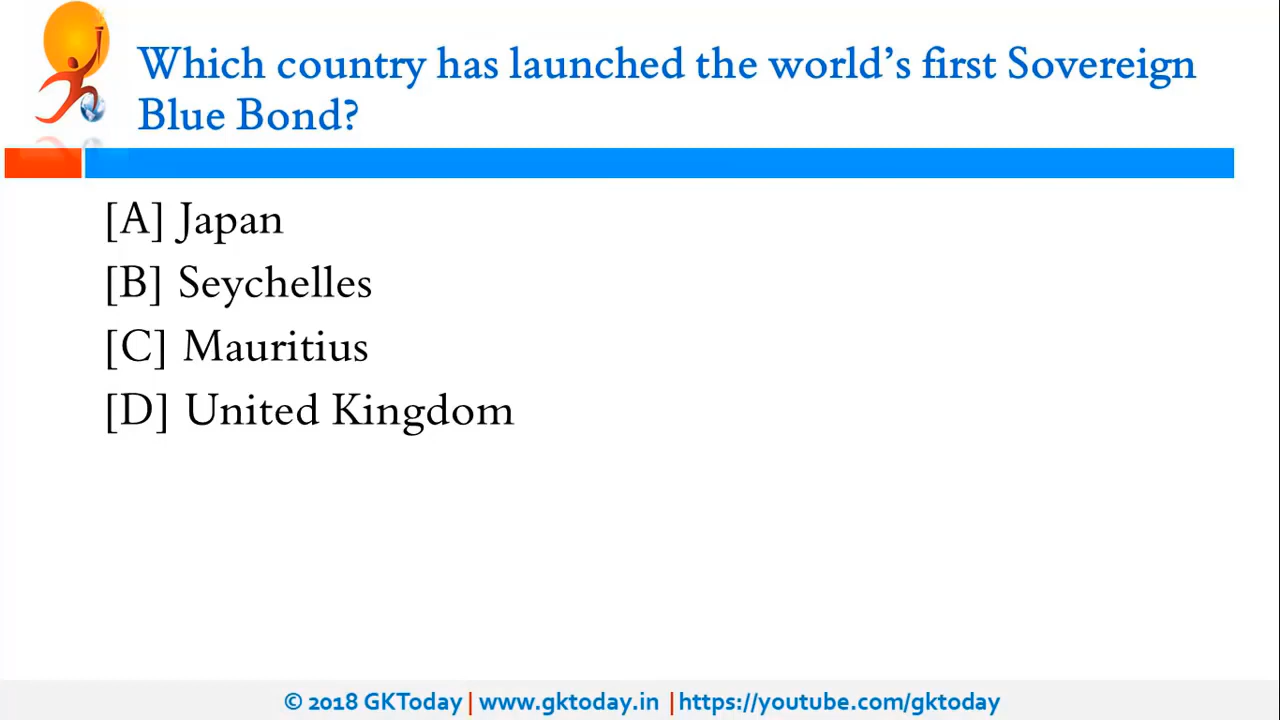 Which country has launched the world’s first Sovereign
Blue Bond?
[A] Japan
[B] Seychelles
[C] Mauritius
[D] United Kingdom
© 2018 GKToday | www.gktoday.in | https://youtube.com/gktoday